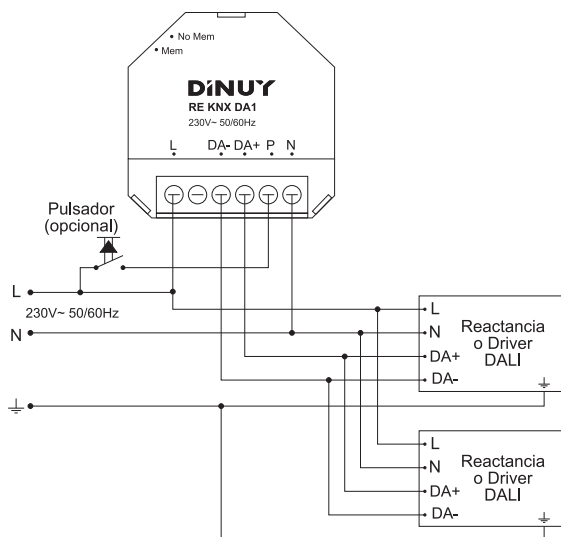 No Mem
Mem
DiNUY
RE KNX DA1
230V~ 50/60Hz
L DA- DA+ P N
Pulsador
(opcional)
L
230V~ 50/60Hz
N
L
N
DA+
DA-
Reactancia
o Driver
DALI
L
N
DA+
DA-
Reactancia
o Driver
DALI